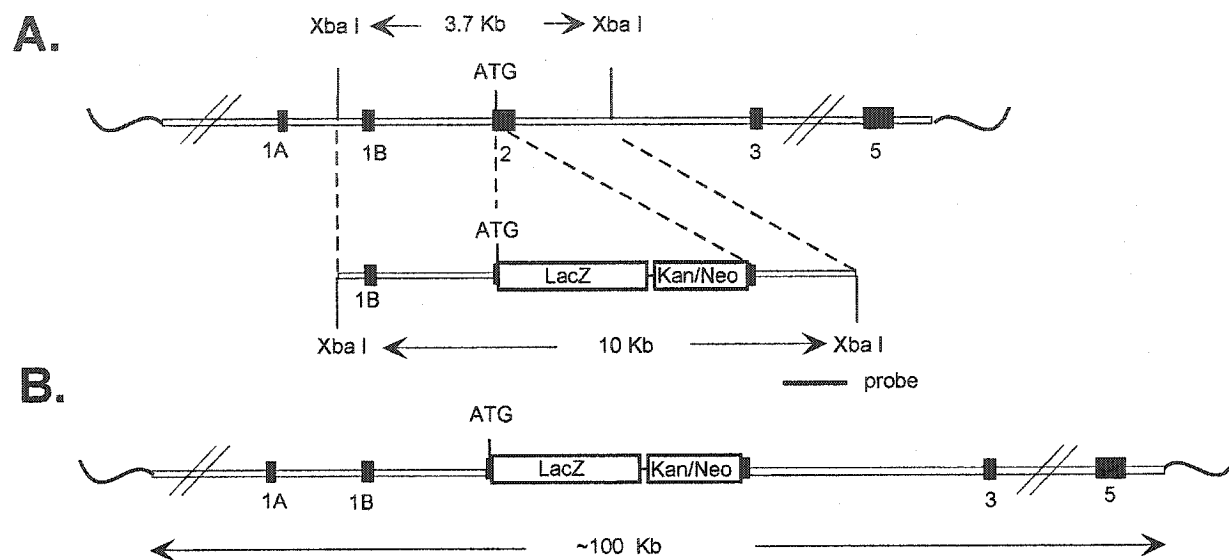 A.
Xba I 3.7 Kb Xba I
ATG
1A 1B 2 3 5
ATG
LacZ Kan/Neo
1B
Xba I 10 Kb Xba I
probe
B.
ATG
LacZ Kan/Neo
1A 1B 3 5
~100 Kb